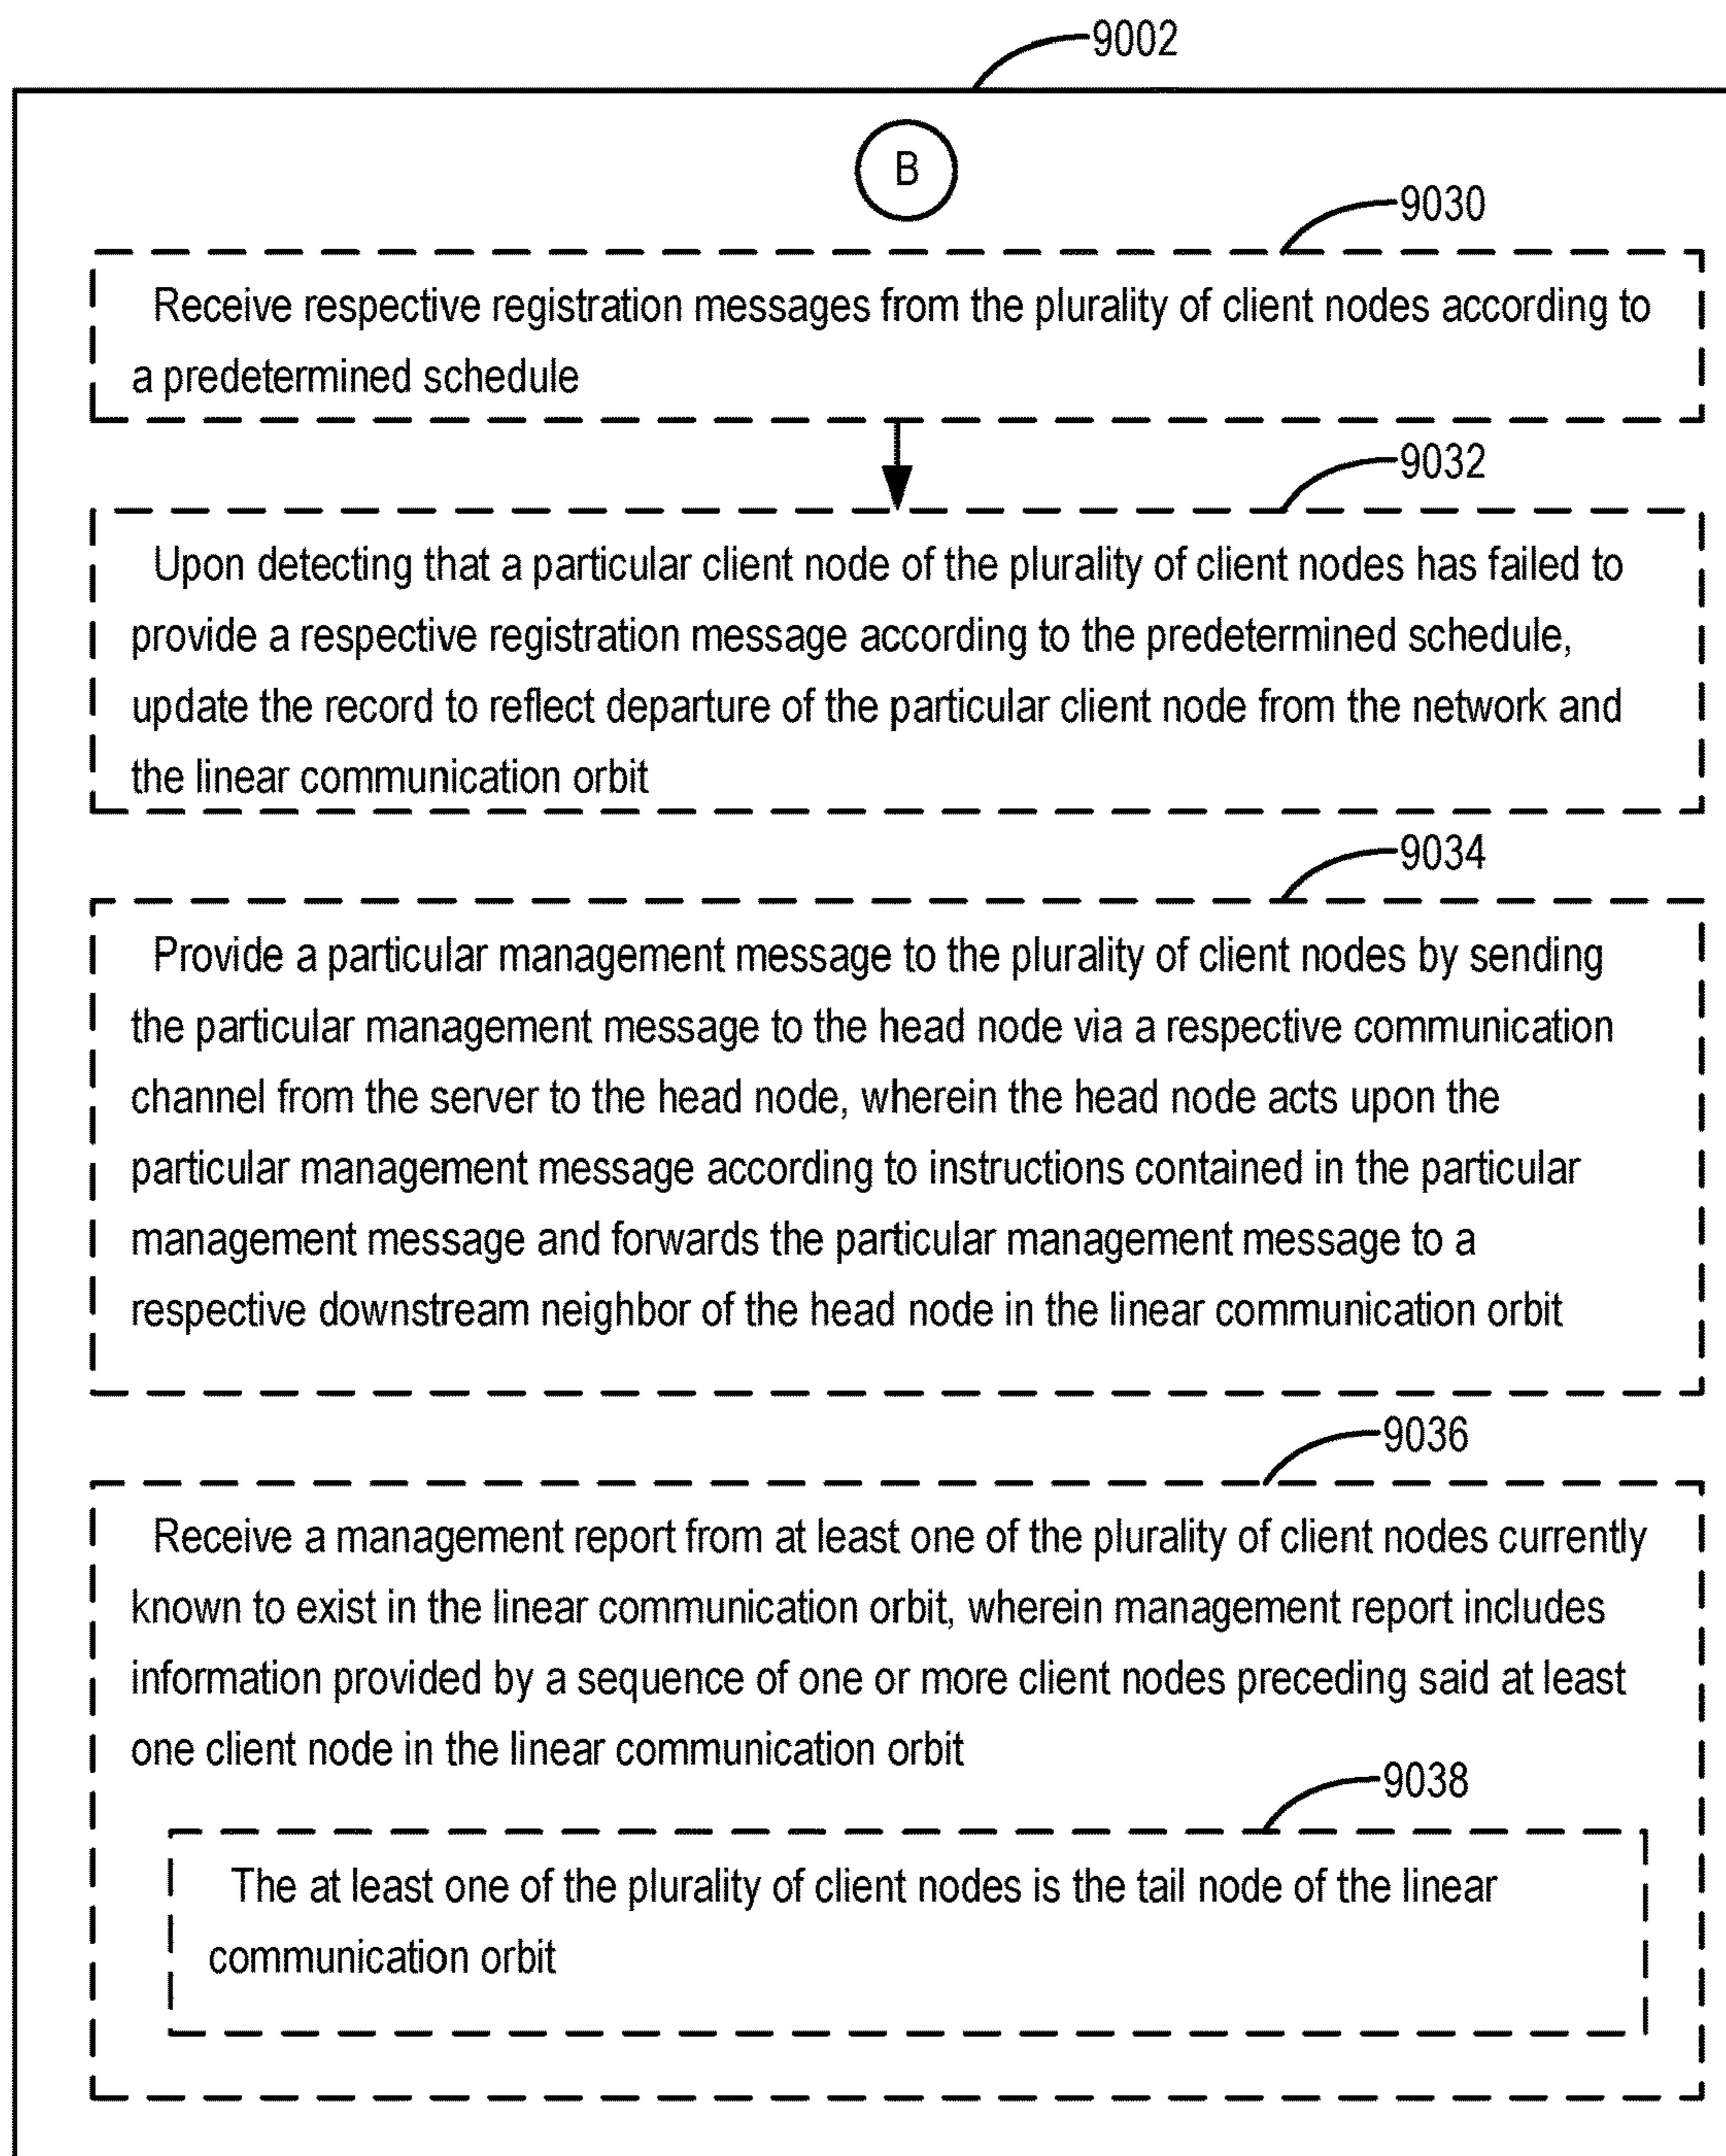 9002
B
9030
Receive respective registration messages from the plurality of client nodes according to
a predetermined schedule
9032
Upon detecting that a particular client node of the plurality of client nodes has failed to
provide a respective registration message according to the predetermined schedule,
update the record to reflect departure of the particular client node from the network and
the linear communication orbit
9034
Provide a particular management message to the plurality of client nodes by sending
the particular management message to the head node via a respective communication
channel from the server to the head node, wherein the head node acts upon the
particular management message according to instructions contained in the particular
management message and forwards the particular management message to a
respective downstream neighbor of the head node in the linear communication orbit
9036
Receive a management report from at least one of the plurality of client nodes currently
known to exist in the linear communication orbit, wherein management report includes
information provided by a sequence of one or more client nodes preceding said at least
one client node in the linear communication orbit
9038
The at least one of the plurality of client nodes is the tail node of the linear
communication orbit